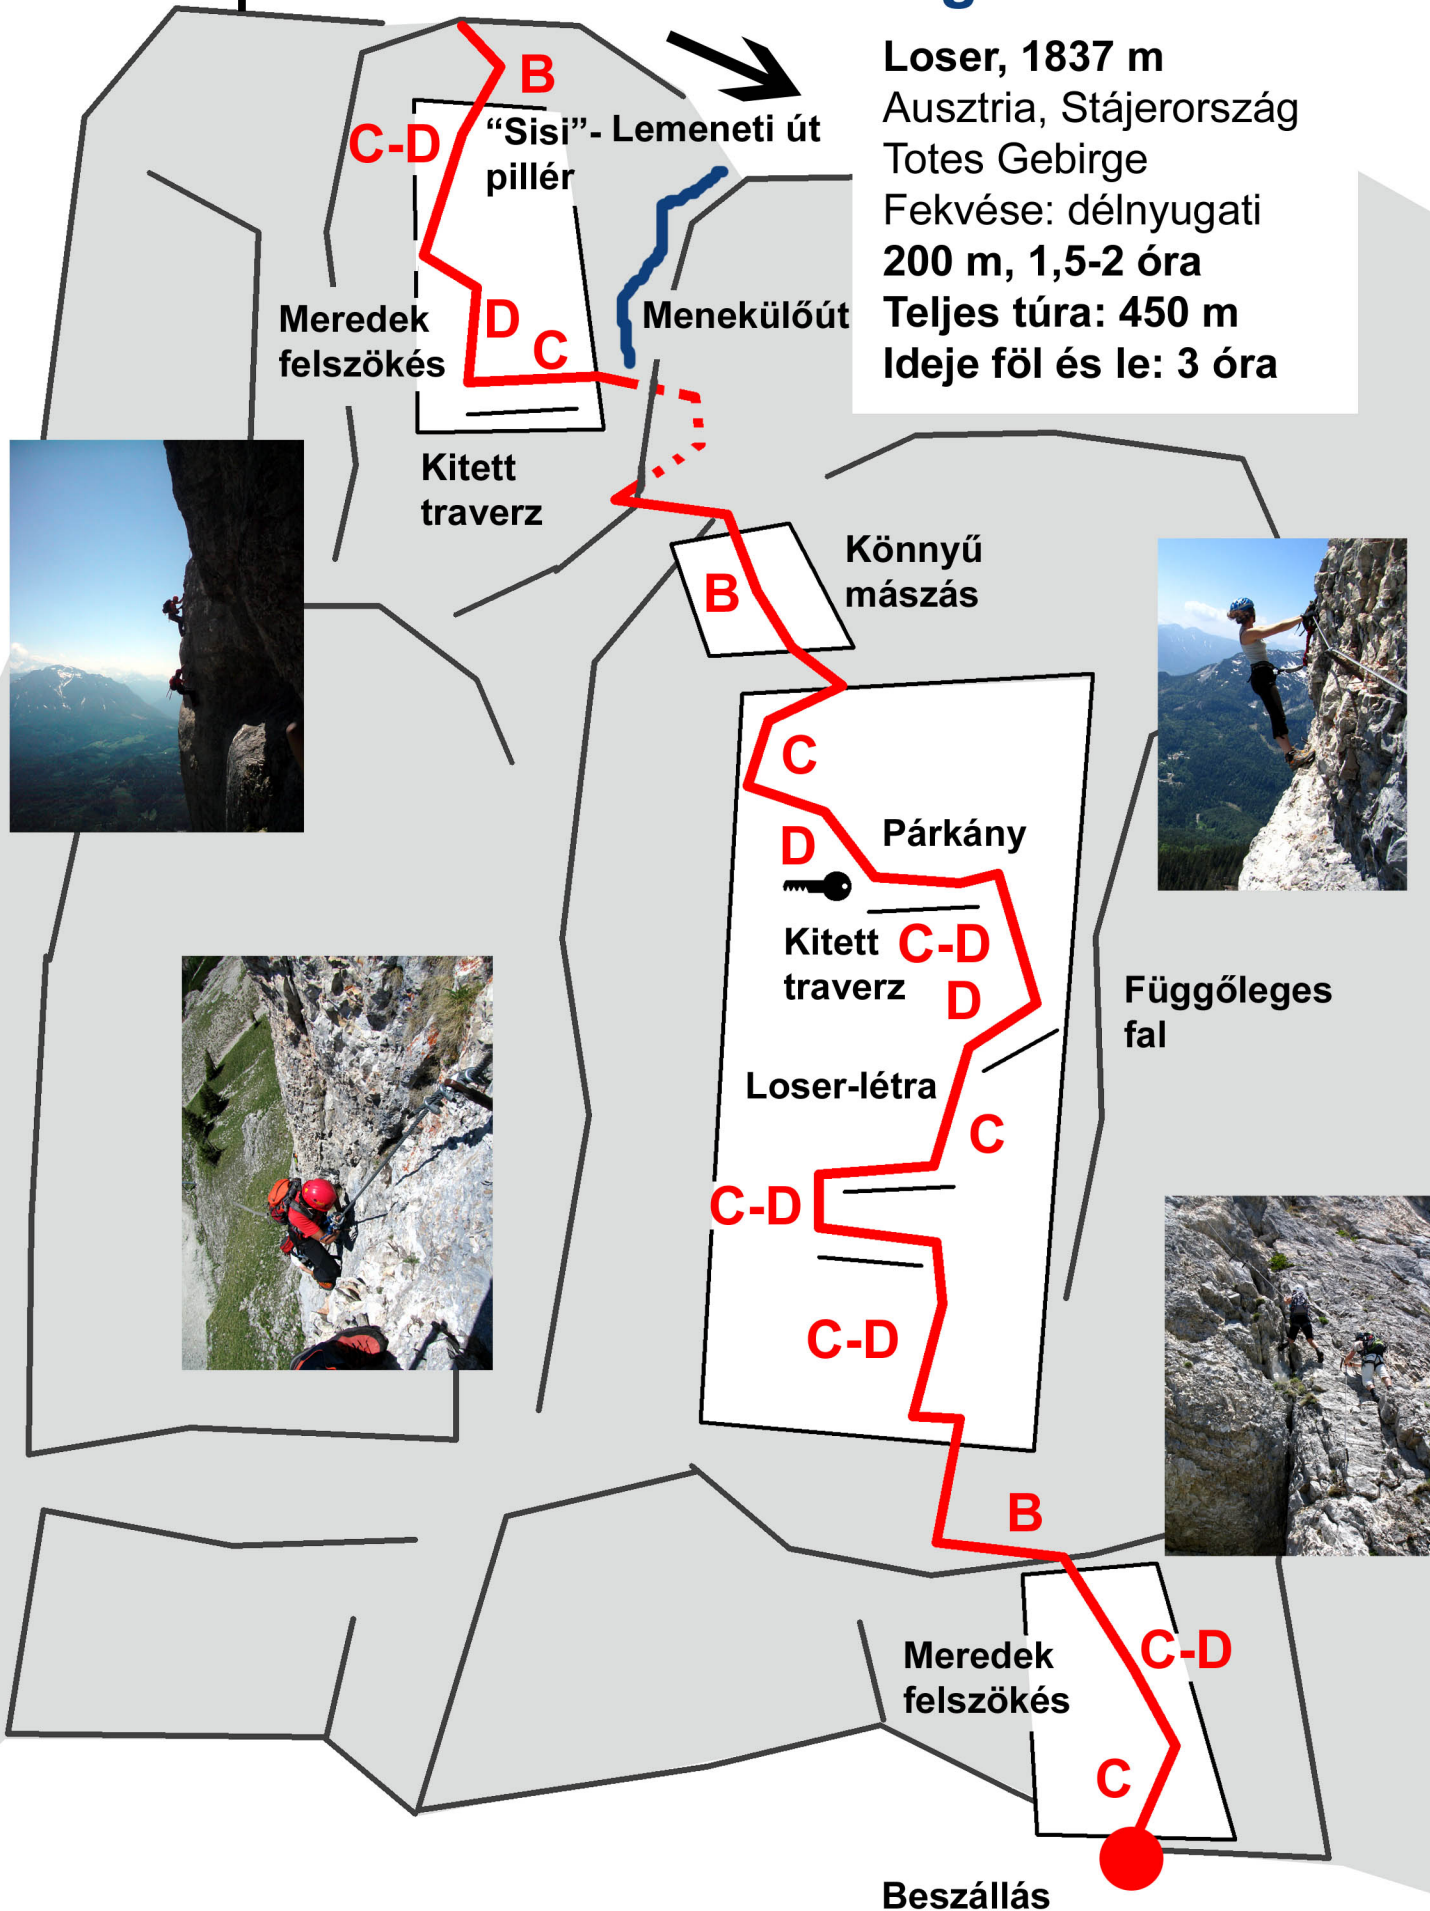 Loser, 1837 m
Ausztria, Stájerország
Totes Gebirge
Fekvése: délnyugati
200 m, 1,5-2 óra
Teljes túra: 450 m
Ideje föl és le: 3 óra
B
C-D
"Sisi"-
pillér
Lemeneti út
Menekülőút
Meredek
felszökés
D
C
Kitett
traverz
Könnyű
mászás
B
C
D
Párkány
Kitett
traverz
C-D
D
Függőleges
fal
Loser-létra
C
C-D
C-D
B
Meredek
felszökés
C-D
C
Beszállás